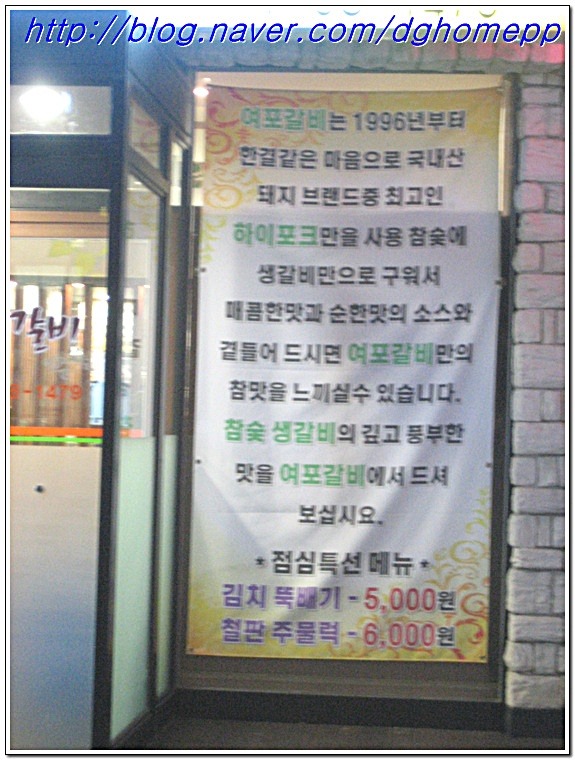 http://blog.naver.com/dghomepp
여포갈비는 1996년부터
한결같은 마음으로 국내산
돼지 브랜드중 최고인
하이포크만을 사용 참숯에
생갈비만으로 구워서
매콤한맛과 순한맛의 소스와
곁들어 드시면 여포갈비만의
참맛을 느끼실수 있습니다.
참숯 생갈비의 깊고 풍부한
맛을 여포갈비에서 드셔
보십시요.
* 점심특선 메뉴 *
김치 뚝배기 - 5,000원
철판 주물럭 - 6,000원
갈비
-1479